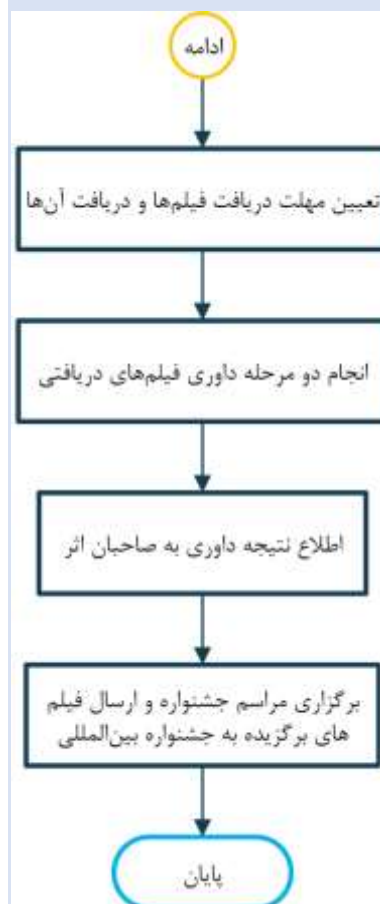 ادامه
تعیین مهلت دریافت فیلم‌ها و دریافت آن‌ها
انجام دو مرحله داوری فیلم‌های دریافتی
اطلاع نتیجه داوری به صاحبان اثر
برگزاری مراسم جشنواره و ارسال فیلم
های برگزیده به جشنواره بین‌المللی
پایان